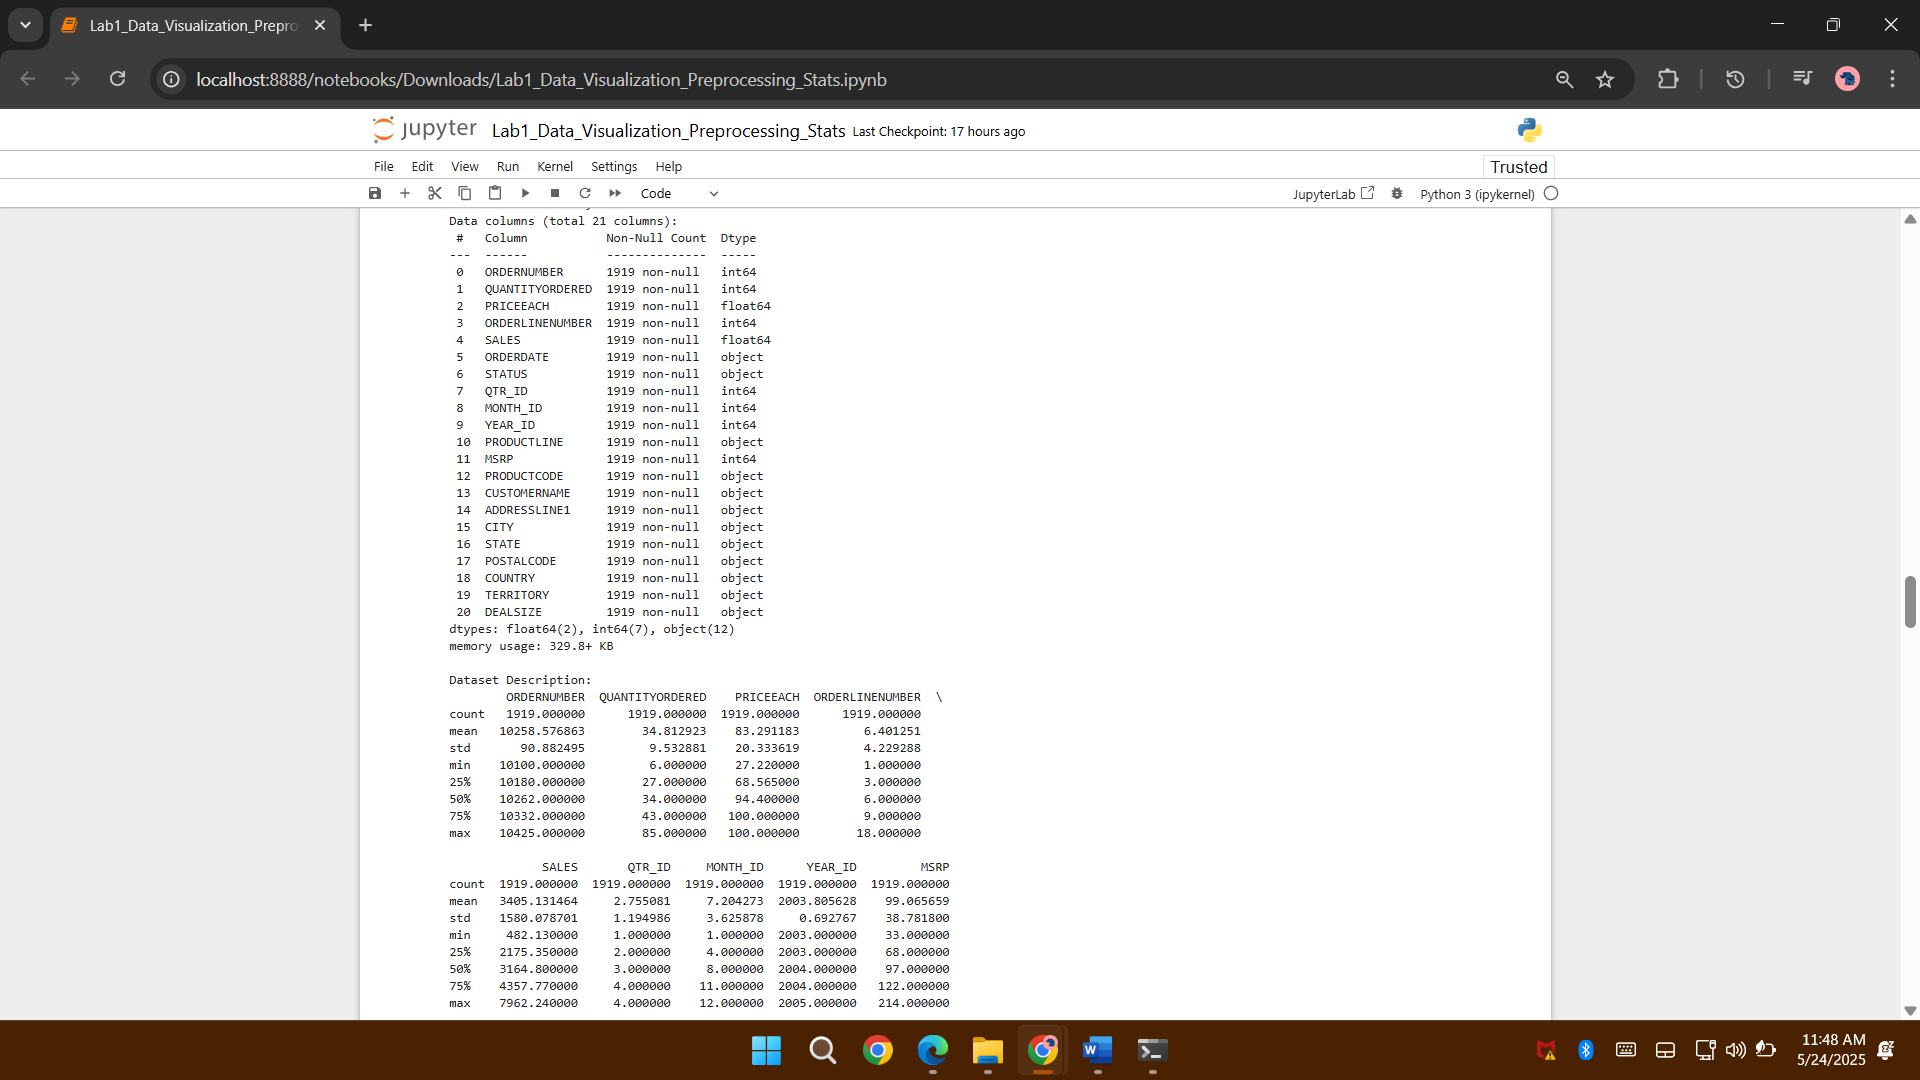 Lab1_Data_Visualization_Prepro
localhost:8888/notebooks/Downloads/Lab1_Data_Visualization_Preprocessing_Stats.ipynb
jupyter Lab1_Data_Visualization_Preprocessing_Stats Last Checkpoint: 17 hours ago
File Edit View Run Kernel Settings Help Trusted
Code JupyterLab Python 3 (ipykernel)
Data columns (total 21 columns):
 #   Column           Non-Null Count  Dtype
---  ------           --------------  -----
 0   ORDERNUMBER      1919 non-null   int64
 1   QUANTITYORDERED  1919 non-null   int64
 2   PRICEEACH        1919 non-null   float64
 3   ORDERLINENUMBER  1919 non-null   int64
 4   SALES            1919 non-null   float64
 5   ORDERDATE        1919 non-null   object
 6   STATUS           1919 non-null   object
 7   QTR_ID           1919 non-null   int64
 8   MONTH_ID         1919 non-null   int64
 9   YEAR_ID          1919 non-null   int64
 10  PRODUCTLINE      1919 non-null   object
 11  MSRP             1919 non-null   int64
 12  PRODUCTCODE      1919 non-null   object
 13  CUSTOMERNAME     1919 non-null   object
 14  ADDRESSLINE1     1919 non-null   object
 15  CITY             1919 non-null   object
 16  STATE            1919 non-null   object
 17  POSTALCODE       1919 non-null   object
 18  COUNTRY          1919 non-null   object
 19  TERRITORY        1919 non-null   object
 20  DEALSIZE         1919 non-null   object
dtypes: float64(2), int64(7), object(12)
memory usage: 329.8+ KB
Dataset Description:
        ORDERNUMBER  QUANTITYORDERED    PRICEEACH  ORDERLINENUMBER  \
count   1919.000000      1919.000000  1919.000000      1919.000000
mean   10258.576863        34.812923    83.291183         6.401251
std       90.882495         9.532881    20.333619         4.229288
min    10100.000000         6.000000    27.220000         1.000000
25%    10180.000000        27.000000    68.565000         3.000000
50%    10262.000000        34.000000    94.400000         6.000000
75%    10332.000000        43.000000   100.000000         9.000000
max    10425.000000        85.000000   100.000000        18.000000
             SALES       QTR_ID     MONTH_ID      YEAR_ID         MSRP
count  1919.000000  1919.000000  1919.000000  1919.000000  1919.000000
mean   3405.131464     2.755081     7.204273  2003.805628    99.065659
std    1580.078701     1.194986     3.625878     0.692767    38.781800
min     482.130000     1.000000     1.000000  2003.000000    33.000000
25%    2175.350000     2.000000     4.000000  2003.000000    68.000000
50%    3164.800000     3.000000     8.000000  2004.000000    97.000000
75%    4357.770000     4.000000    11.000000  2004.000000   122.000000
max    7962.240000     4.000000    12.000000  2005.000000   214.000000
11:48 AM
5/24/2025